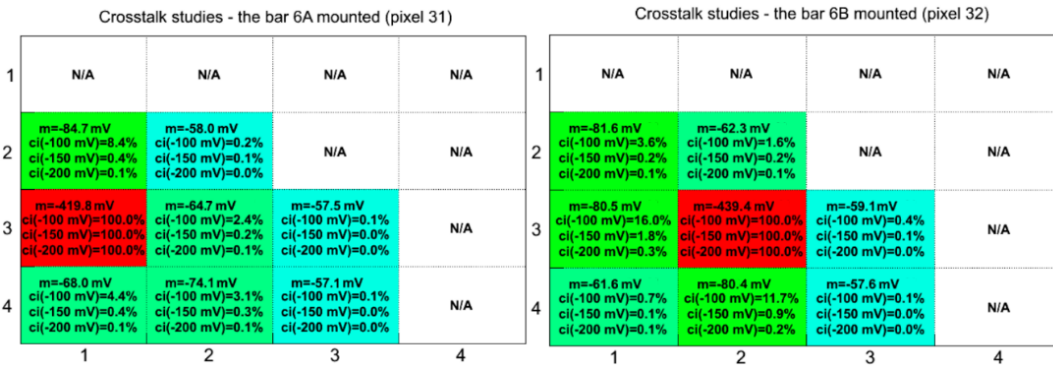 Crosstalk studies - the bar 6A mounted (pixel 31)
1
N/A
N/A
N/A
N/A
2
m=-84.7 mV
ci(-100 mV)=8.4%
ci(-150 mV)=0.4%
ci(-200 mV)=0.1%
m=-58.0 mV
ci(-100 mV)=0.2%
ci(-150 mV)=0.1%
ci(-200 mV)=0.0%
N/A
N/A
3
m=-419.8 mV
ci(-100 mV)=100.0%
ci(-150 mV)=100.0%
ci(-200 mV)=100.0%
m=-64.7 mV
ci(-100 mV)=2.4%
ci(-150 mV)=0.2%
ci(-200 mV)=0.1%
m=-57.5 mV
ci(-100 mV)=0.1%
ci(-150 mV)=0.0%
ci(-200 mV)=0.0%
N/A
4
m=-68.0 mV
ci(-100 mV)=4.4%
ci(-150 mV)=0.4%
ci(-200 mV)=0.1%
m=-74.1 mV
ci(-100 mV)=3.1%
ci(-150 mV)=0.3%
ci(-200 mV)=0.1%
m=-57.1 mV
ci(-100 mV)=0.1%
ci(-150 mV)=0.0%
ci(-200 mV)=0.0%
N/A
1 2 3 4
Crosstalk studies - the bar 6B mounted (pixel 32)
1
N/A
N/A
N/A
N/A
2
m=-81.6 mV
ci(-100 mV)=3.6%
ci(-150 mV)=0.2%
ci(-200 mV)=0.1%
m=-62.3 mV
ci(-100 mV)=1.6%
ci(-150 mV)=0.2%
ci(-200 mV)=0.1%
N/A
N/A
3
m=-80.5 mV
ci(-100 mV)=16.0%
ci(-150 mV)=1.8%
ci(-200 mV)=0.3%
m=-439.4 mV
ci(-100 mV)=100.0%
ci(-150 mV)=100.0%
ci(-200 mV)=100.0%
m=-59.1 mV
ci(-100 mV)=0.4%
ci(-150 mV)=0.1%
ci(-200 mV)=0.0%
N/A
4
m=-61.6 mV
ci(-100 mV)=0.7%
ci(-150 mV)=0.1%
ci(-200 mV)=0.1%
m=-80.4 mV
ci(-100 mV)=11.7%
ci(-150 mV)=0.9%
ci(-200 mV)=0.2%
m=-57.6 mV
ci(-100 mV)=0.1%
ci(-150 mV)=0.0%
ci(-200 mV)=0.0%
N/A
1 2 3 4